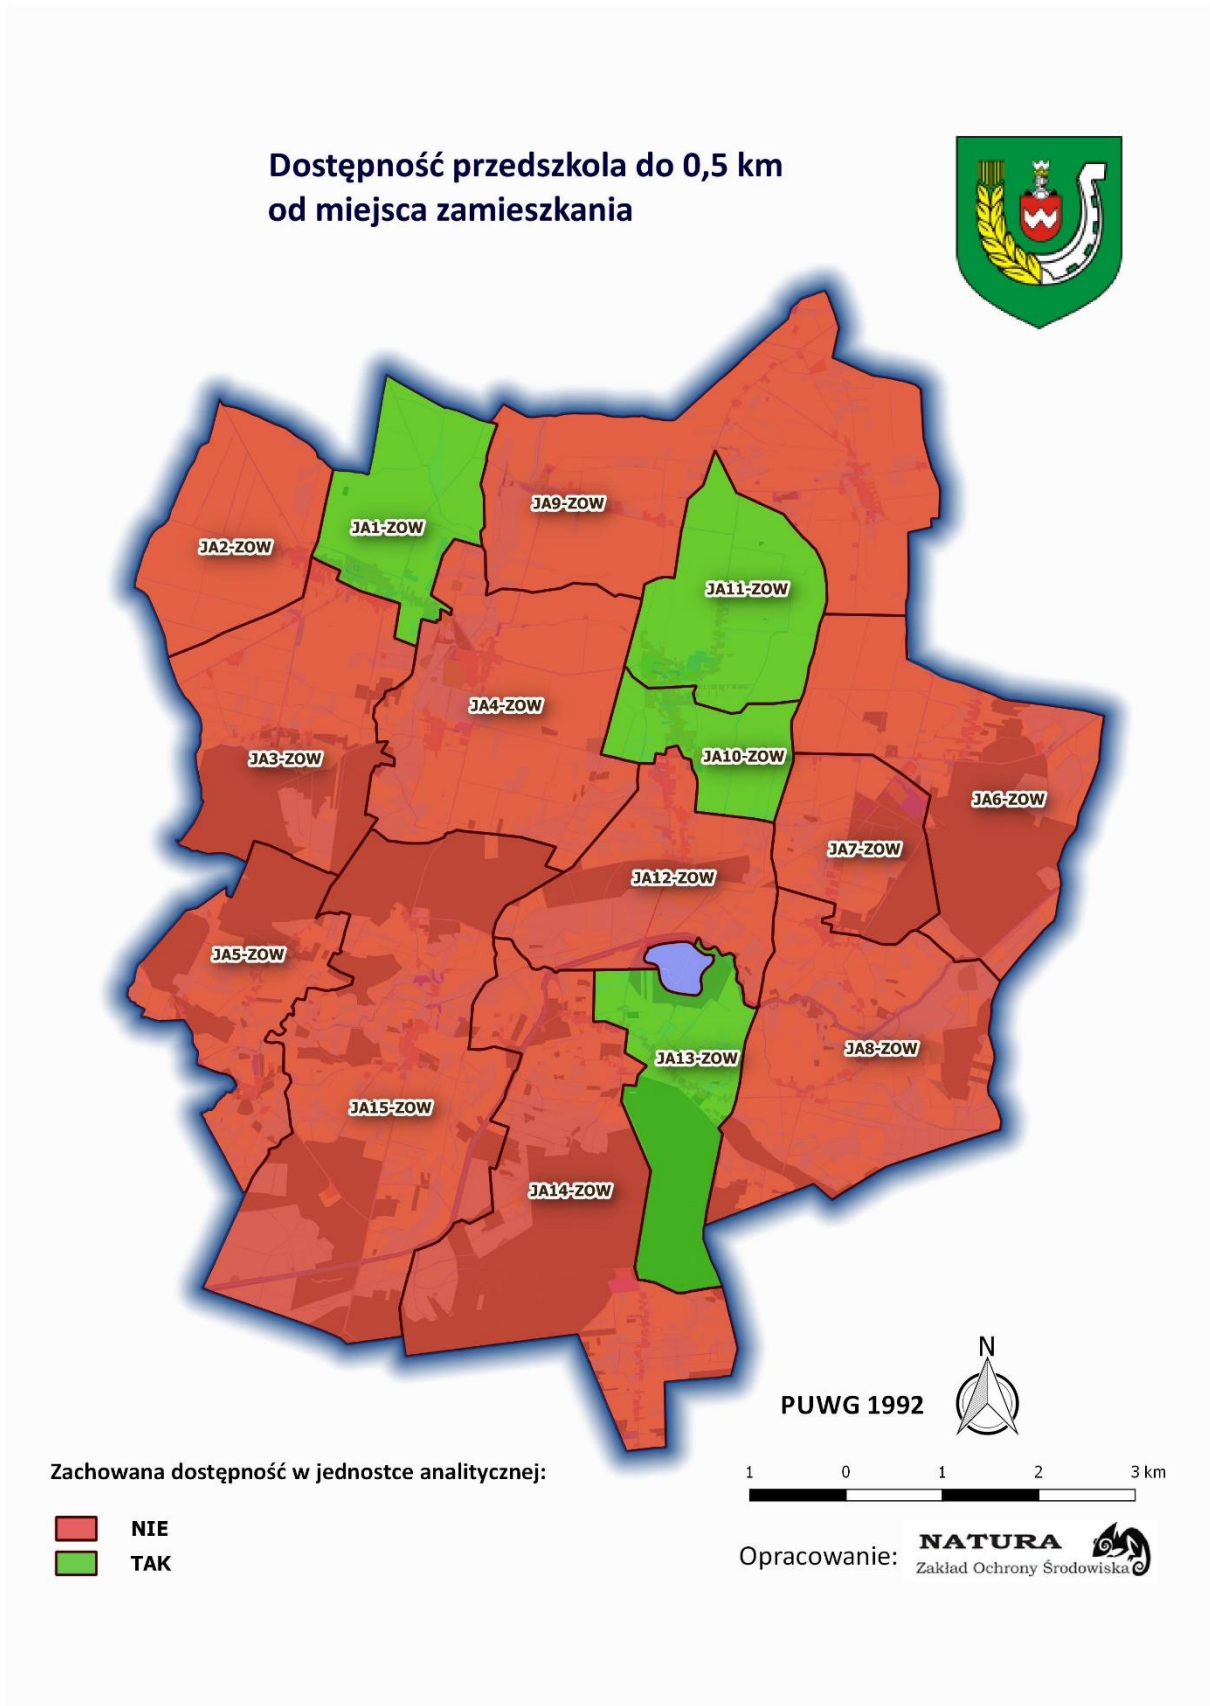 Dostępność przedszkola do 0,5 km
od miejsca zamieszkania
JA9-ZOW
JA1-ZOW
JA2-ZOW
JA11-ZOW
JA4-ZOW
JA3-ZOW
JA10-ZOW
JA6-ZOW
JA7-ZOW
JA12-ZOW
JA5-ZOW
JA8-ZOW
JA13-ZOW
JA15-ZOW
JA14-ZOW
N
PUWG 1992
Zachowana dostępność w jednostce analitycznej:
NIE
TAK
1 0 1 2 3 km
Opracowanie:
NATURA
Zakład Ochrony Środowiska